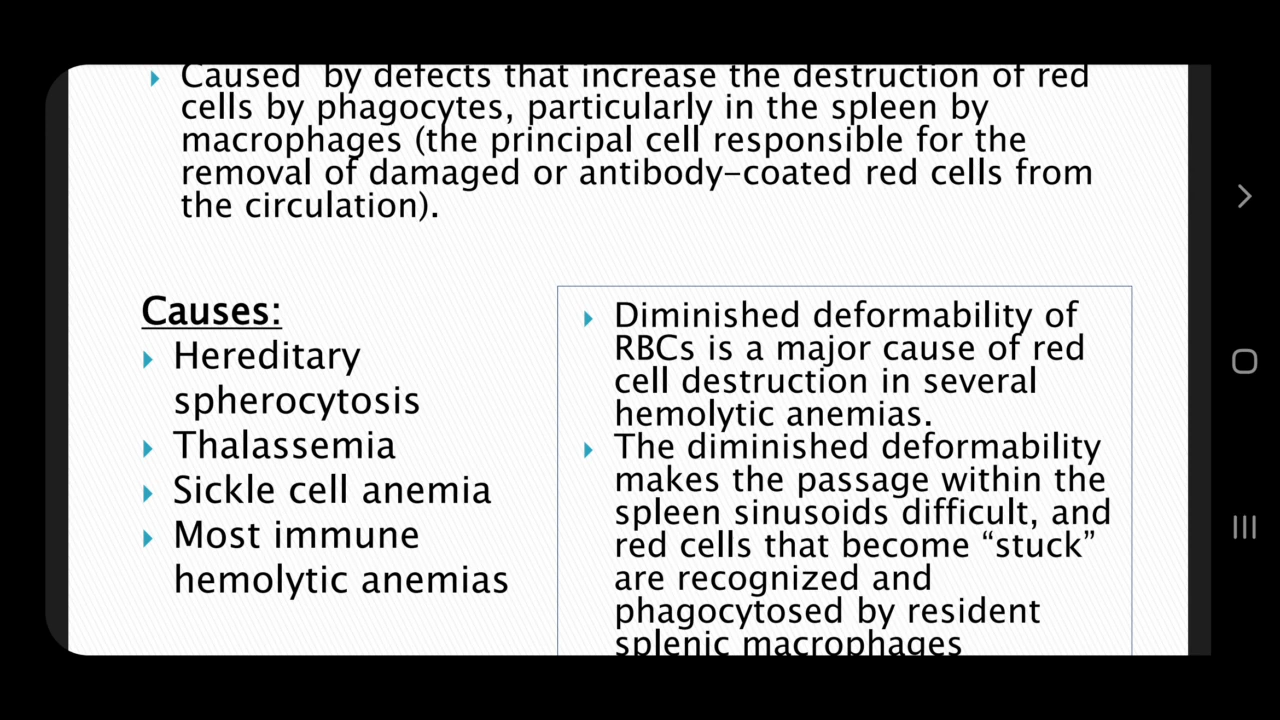 Caused by defects that increase the destruction of red
cells by phagocytes, particularly in the spleen by
macrophages (the principal cell responsible for the
removal of damaged or antibody-coated red cells from
the circulation).
Causes:
Hereditary
spherocytosis
Thalassemia
Sickle cell anemia
Most immune
hemolytic anemias
Diminished deformability of
RBCs is a major cause of red
cell destruction in several
hemolytic anemias.
The diminished deformability
makes the passage within the
spleen sinusoids difficult, and
red cells that become “stuck”
are recognized and
phagocytosed by resident
splenic macrophages